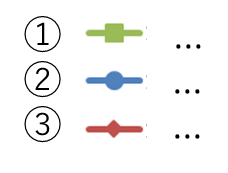 ① : ...
② : ...
③ : ...